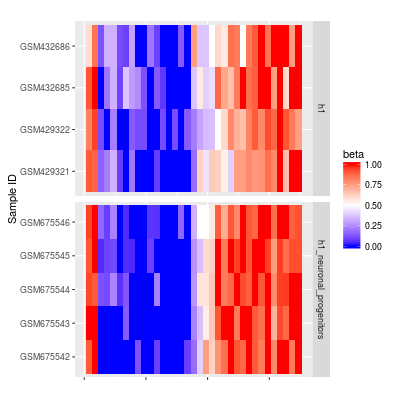 Sample ID
GSM432686
GSM432685
GSM429322
GSM429321
h1
GSM675546
GSM675545
GSM675544
GSM675543
GSM675542
h1_neuronal_progenitors
beta
1.00
0.75
0.50
0.25
0.00